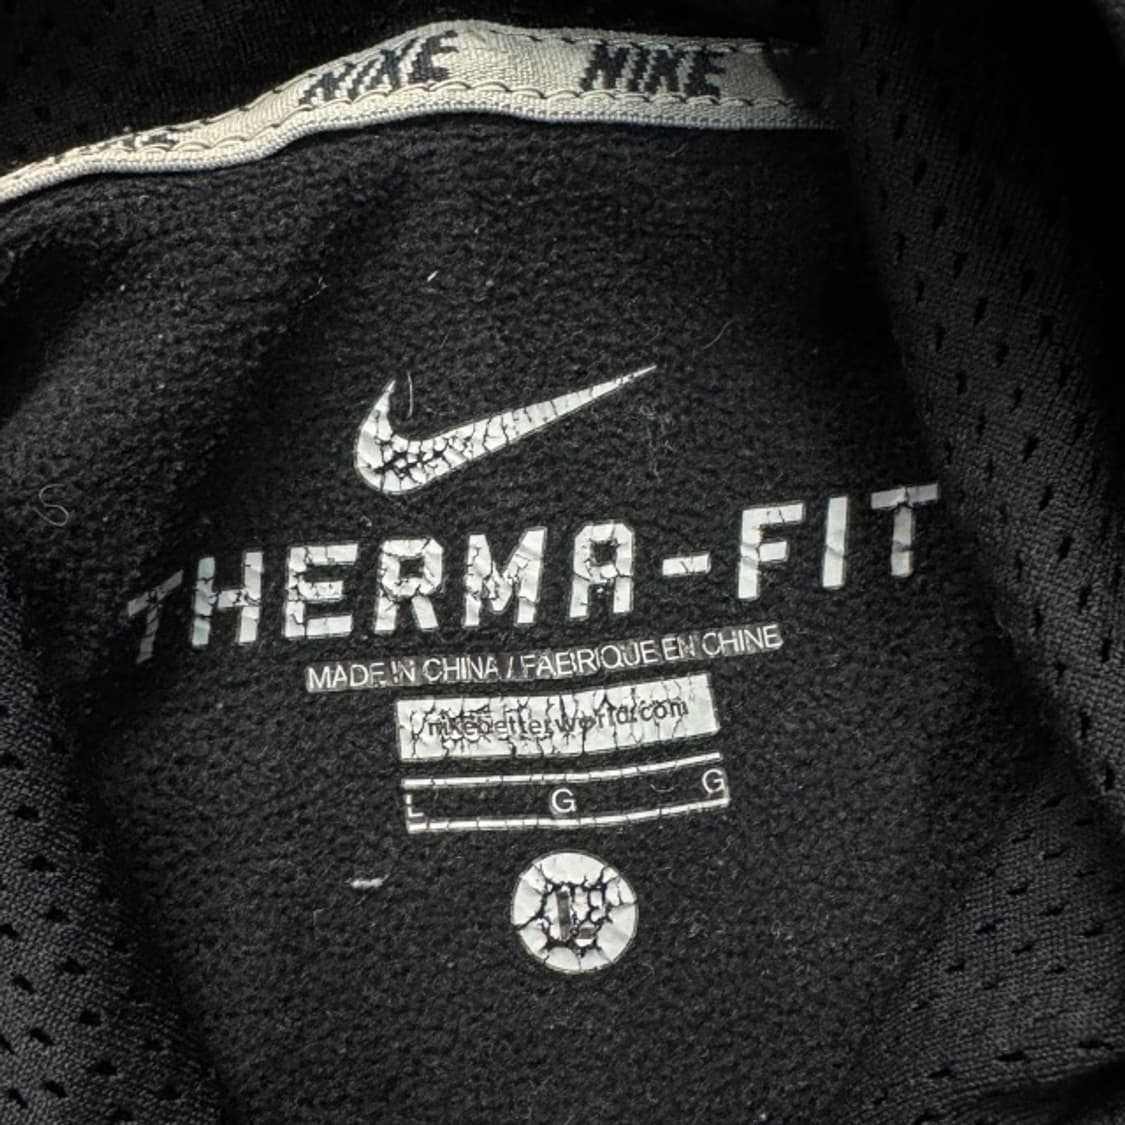 NIKE NIKE
THERMA-FIT
MADE IN CHINA / FABRIQUE EN CHINE
nikebetterworld.com
L G G